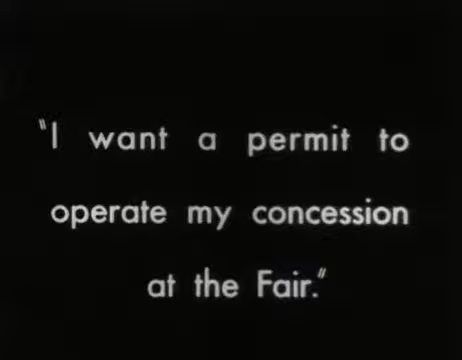 "I want a permit to
operate my concession
at the Fair."